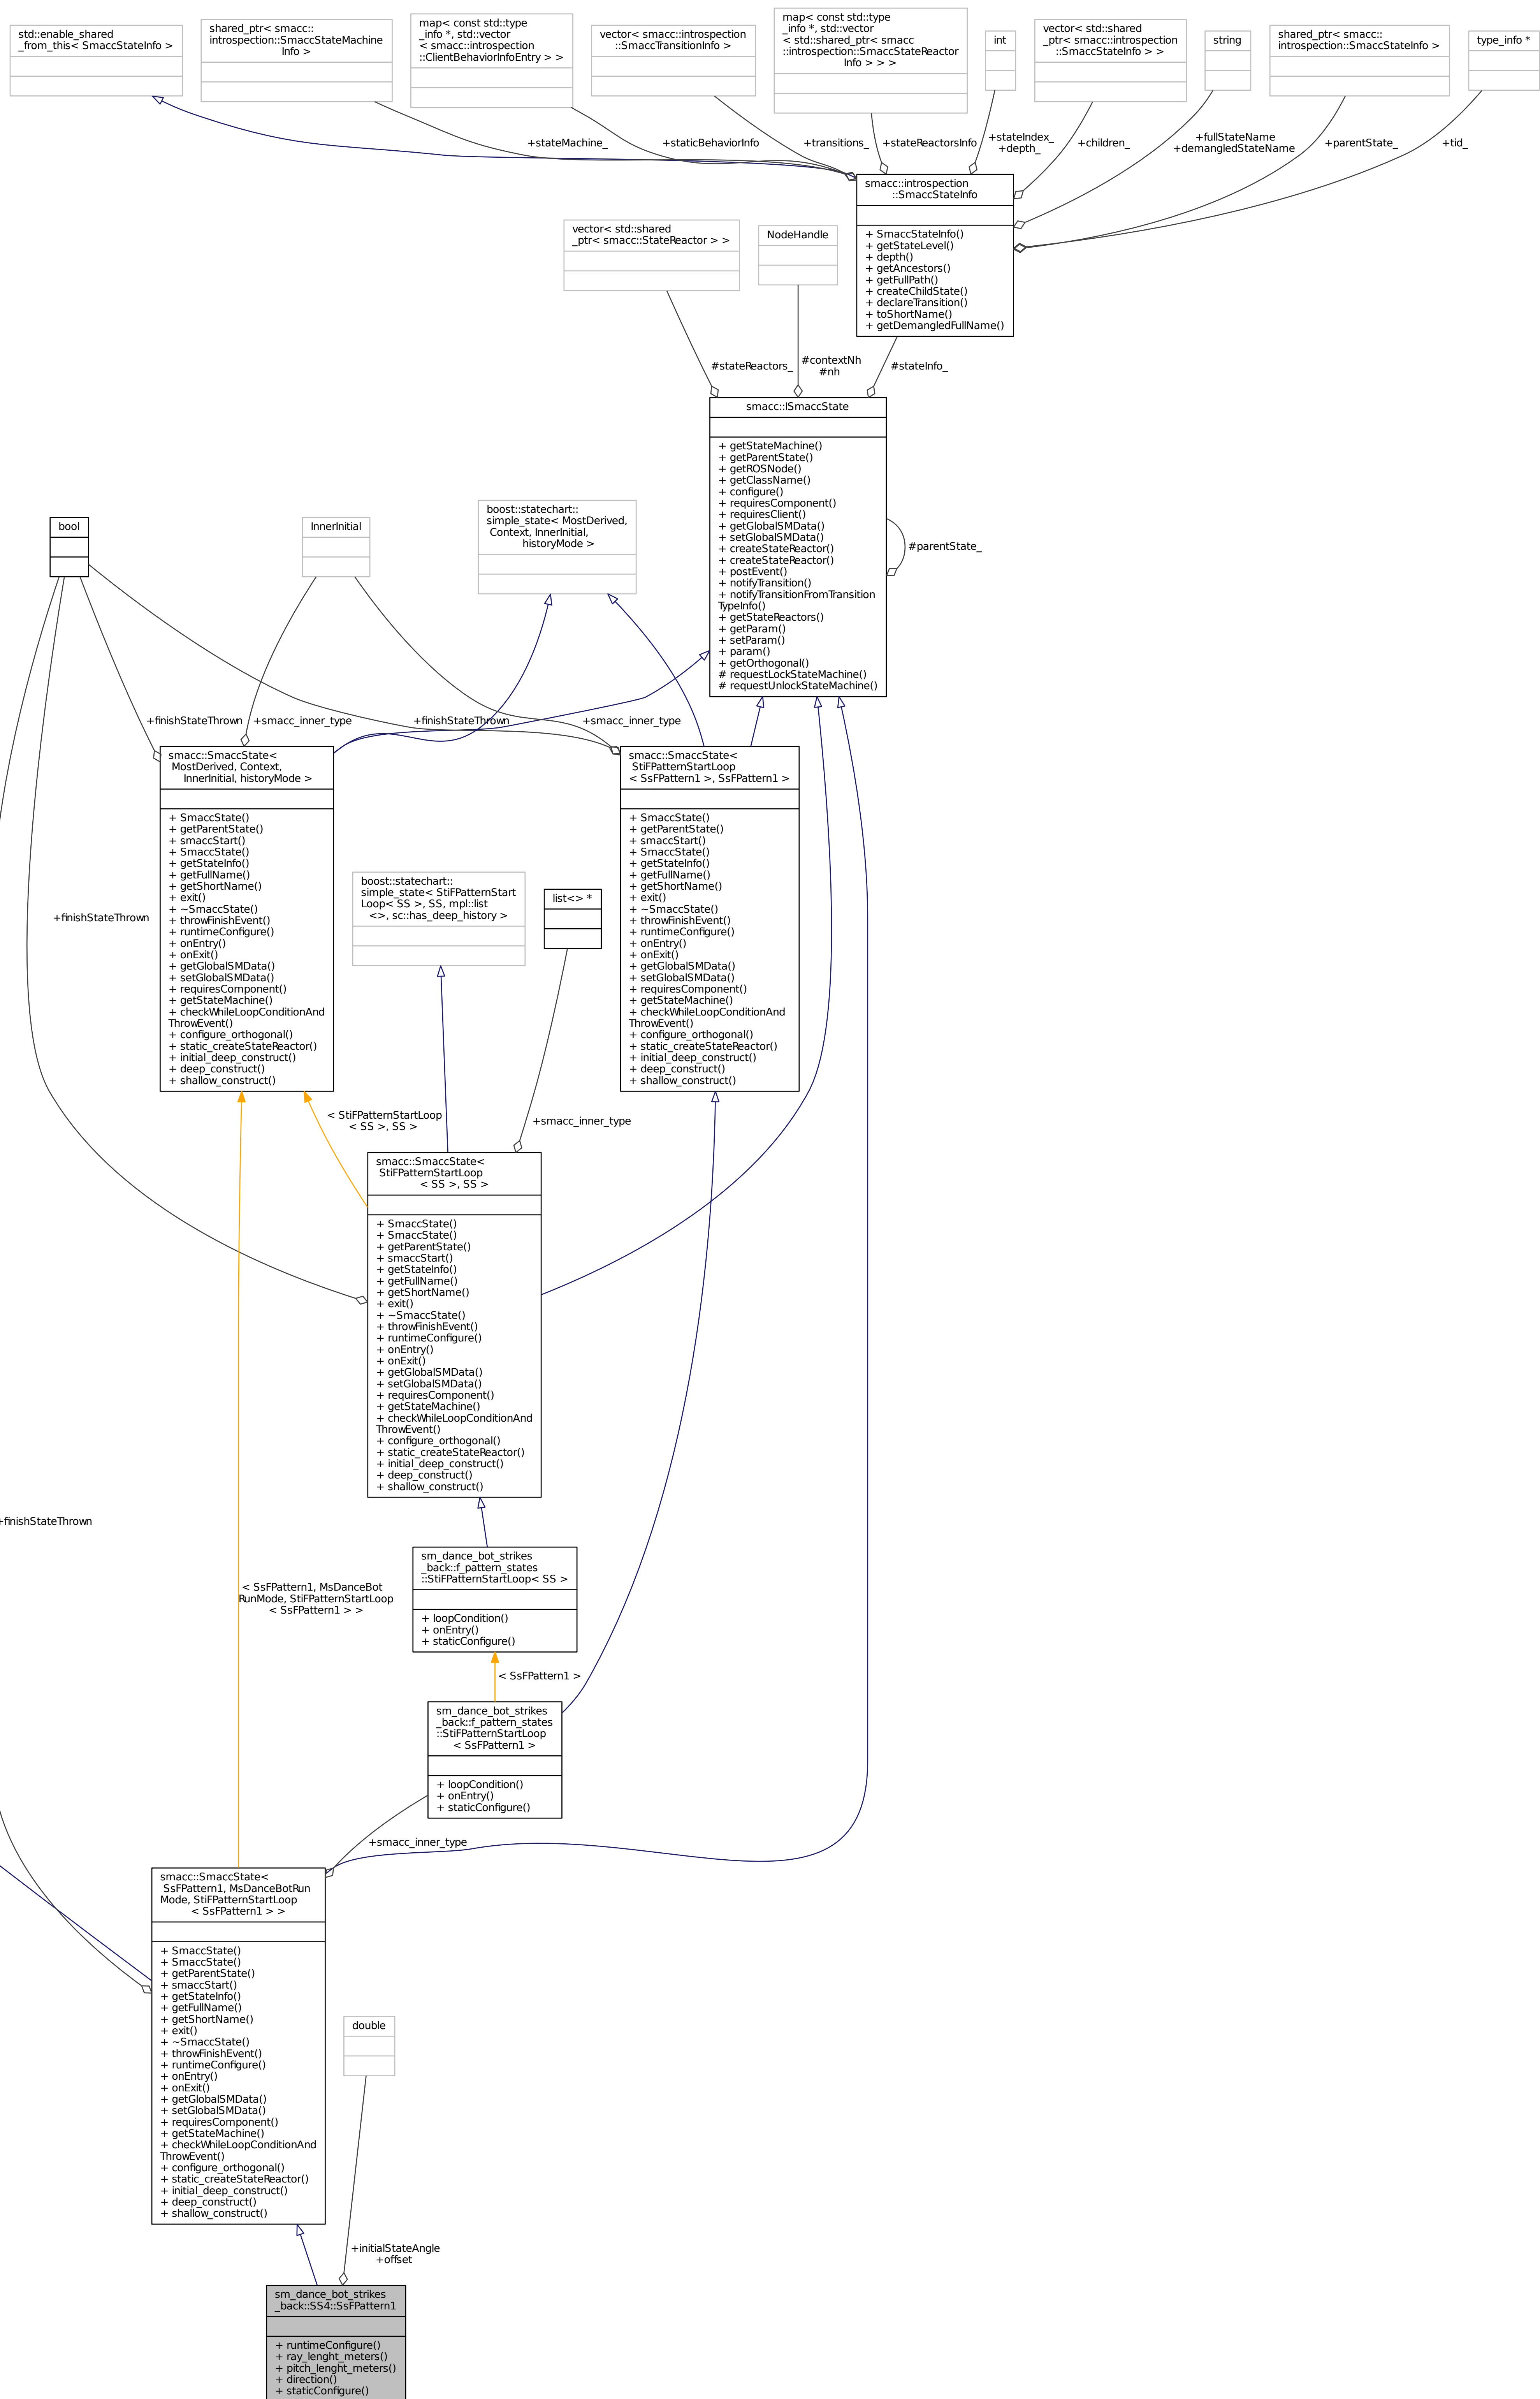 std::enable_shared
_from_this< SmaccStateInfo >
shared_ptr< smacc::
introspection::SmaccStateMachine
Info >
map< const std::type
_info *, std::vector
< smacc::introspection
::ClientBehaviorInfoEntry > >
vector< smacc::introspection
::SmaccTransitionInfo >
map< const std::type
_info *, std::vector
< std::shared_ptr< smacc
::introspection::SmaccStateReactor
Info > > >
int
vector< std::shared
_ptr< smacc::introspection
::SmaccStateInfo > >
string
shared_ptr< smacc::
introspection::SmaccStateInfo >
type_info *
+stateMachine_
+staticBehaviorInfo
+transitions_
+stateReactorsInfo
+stateIndex_
+depth_
+children_
+fullStateName
+demangledStateName
+parentState_
+tid_
smacc::introspection
::SmaccStateInfo
+ SmaccStateInfo()
+ getStateLevel()
+ depth()
+ getAncestors()
+ getFullPath()
+ createChildState()
+ declareTransition()
+ toShortName()
+ getDemangledFullName()
vector< std::shared
_ptr< smacc::StateReactor > >
NodeHandle
#stateReactors_
#contextNh
#nh
#stateInfo_
smacc::ISmaccState
+ getStateMachine()
+ getParentState()
+ getROSNode()
+ getClassName()
+ configure()
+ requiresComponent()
+ requiresClient()
+ getGlobalSMData()
+ setGlobalSMData()
+ createStateReactor()
+ createStateReactor()
+ postEvent()
+ notifyTransition()
+ notifyTransitionFromTransition
TypeInfo()
+ getStateReactors()
+ getParam()
+ setParam()
+ param()
+ getOrthogonal()
# requestLockStateMachine()
# requestUnlockStateMachine()
#parentState_
bool
InnerInitial
boost::statechart::
simple_state< MostDerived,
Context, InnerInitial,
historyMode >
+finishStateThrown
+smacc_inner_type
+finishStateThrown
+smacc_inner_type
smacc::SmaccState<
MostDerived, Context,
InnerInitial, historyMode >
+ SmaccState()
+ getParentState()
+ smaccStart()
+ SmaccState()
+ getStateInfo()
+ getFullName()
+ getShortName()
+ exit()
+ ~SmaccState()
+ throwFinishEvent()
+ runtimeConfigure()
+ onEntry()
+ onExit()
+ getGlobalSMData()
+ setGlobalSMData()
+ requiresComponent()
+ getStateMachine()
+ checkWhileLoopConditionAnd
ThrowEvent()
+ configure_orthogonal()
+ static_createStateReactor()
+ initial_deep_construct()
+ deep_construct()
+ shallow_construct()
smacc::SmaccState<
StiFPatternStartLoop
< SsFPattern1 >, SsFPattern1 >
+ SmaccState()
+ getParentState()
+ smaccStart()
+ SmaccState()
+ getStateInfo()
+ getFullName()
+ getShortName()
+ exit()
+ ~SmaccState()
+ throwFinishEvent()
+ runtimeConfigure()
+ onEntry()
+ onExit()
+ getGlobalSMData()
+ setGlobalSMData()
+ requiresComponent()
+ getStateMachine()
+ checkWhileLoopConditionAnd
ThrowEvent()
+ configure_orthogonal()
+ static_createStateReactor()
+ initial_deep_construct()
+ deep_construct()
+ shallow_construct()
boost::statechart::
simple_state< StiFPatternStart
Loop< SS >, SS, mpl::list
<>, sc::has_deep_history >
list<> *
+finishStateThrown
< StiFPatternStartLoop
< SS >, SS >
+smacc_inner_type
smacc::SmaccState<
StiFPatternStartLoop
< SS >, SS >
+ SmaccState()
+ SmaccState()
+ getParentState()
+ smaccStart()
+ getStateInfo()
+ getFullName()
+ getShortName()
+ exit()
+ ~SmaccState()
+ throwFinishEvent()
+ runtimeConfigure()
+ onEntry()
+ onExit()
+ getGlobalSMData()
+ setGlobalSMData()
+ requiresComponent()
+ getStateMachine()
+ checkWhileLoopConditionAnd
ThrowEvent()
+ configure_orthogonal()
+ static_createStateReactor()
+ initial_deep_construct()
+ deep_construct()
+ shallow_construct()
+finishStateThrown
sm_dance_bot_strikes
_back::f_pattern_states
::StiFPatternStartLoop< SS >
+ loopCondition()
+ onEntry()
+ staticConfigure()
< SsFPattern1, MsDanceBot
RunMode, StiFPatternStartLoop
< SsFPattern1 > >
< SsFPattern1 >
sm_dance_bot_strikes
_back::f_pattern_states
::StiFPatternStartLoop
< SsFPattern1 >
+ loopCondition()
+ onEntry()
+ staticConfigure()
+smacc_inner_type
smacc::SmaccState<
SsFPattern1, MsDanceBotRun
Mode, StiFPatternStartLoop
< SsFPattern1 > >
+ SmaccState()
+ SmaccState()
+ getParentState()
+ smaccStart()
+ getStateInfo()
+ getFullName()
+ getShortName()
+ exit()
+ ~SmaccState()
+ throwFinishEvent()
+ runtimeConfigure()
+ onEntry()
+ onExit()
+ getGlobalSMData()
+ setGlobalSMData()
+ requiresComponent()
+ getStateMachine()
+ checkWhileLoopConditionAnd
ThrowEvent()
+ configure_orthogonal()
+ static_createStateReactor()
+ initial_deep_construct()
+ deep_construct()
+ shallow_construct()
double
+initialStateAngle
+offset
sm_dance_bot_strikes
_back::SS4::SsFPattern1
+ runtimeConfigure()
+ ray_lenght_meters()
+ pitch_lenght_meters()
+ direction()
+ staticConfigure()